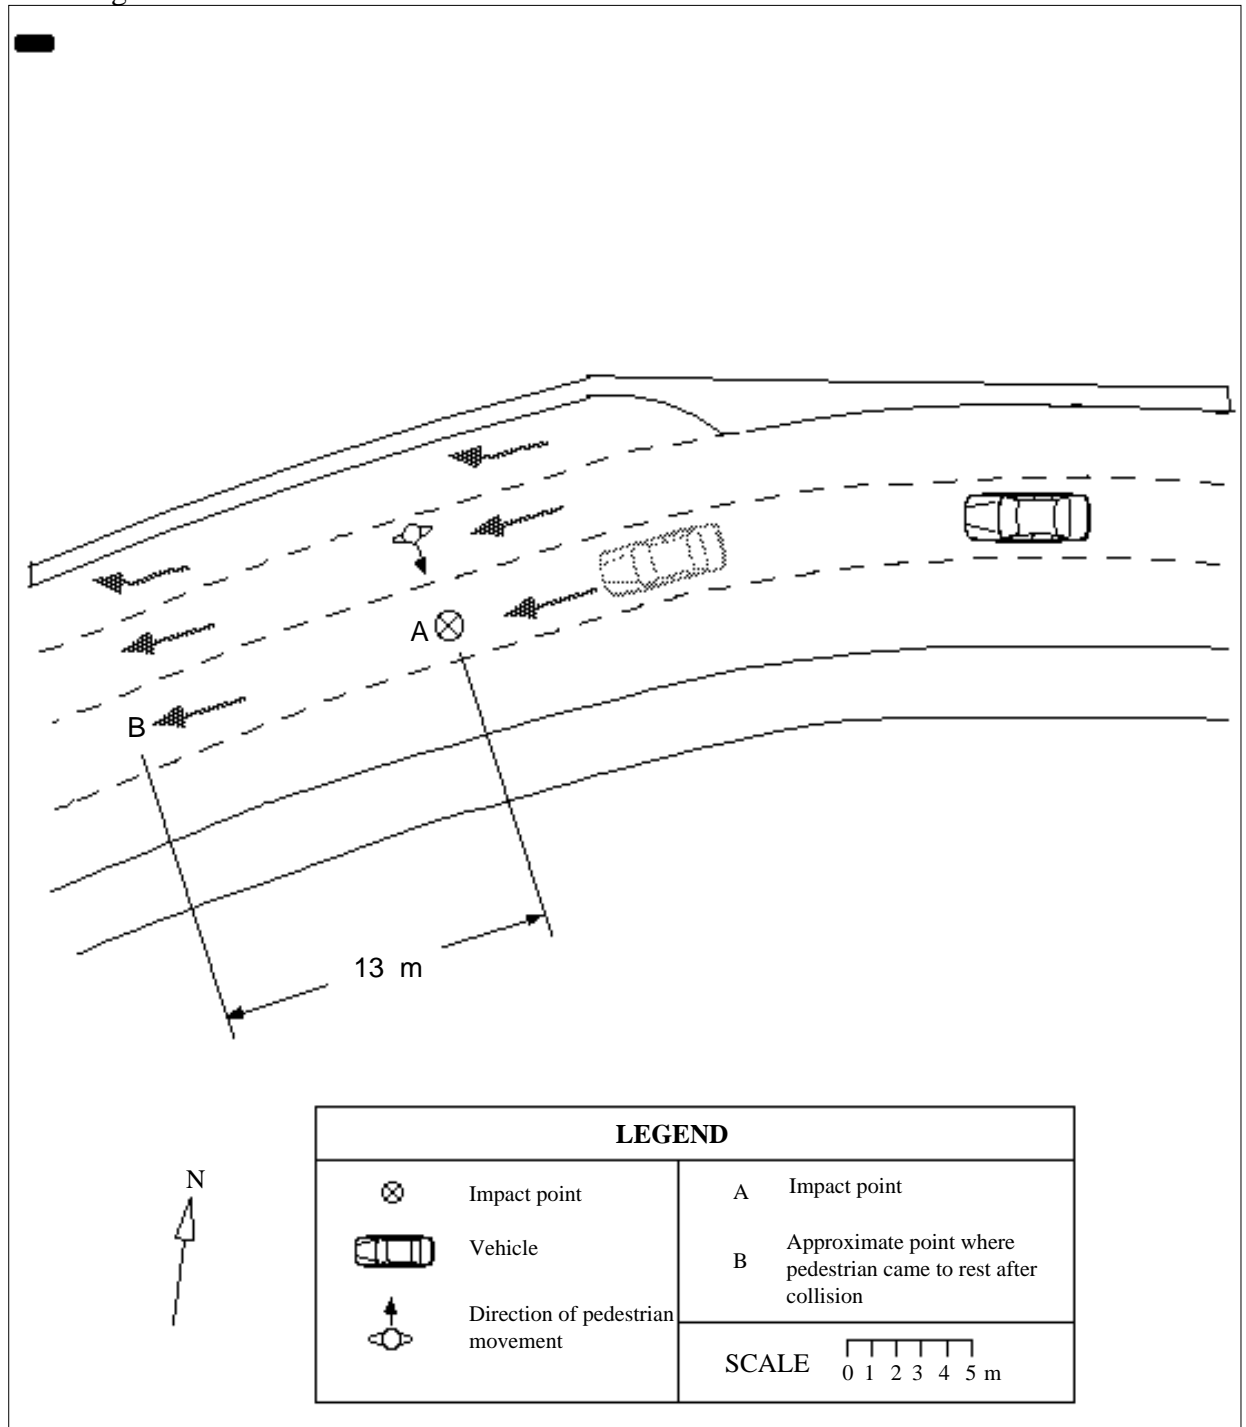 A
B
13 m
N
LEGEND
Impact point
Vehicle
Direction of pedestrian
movement
A Impact point
B Approximate point where
pedestrian came to rest after
collision
SCALE 0 1 2 3 4 5 m